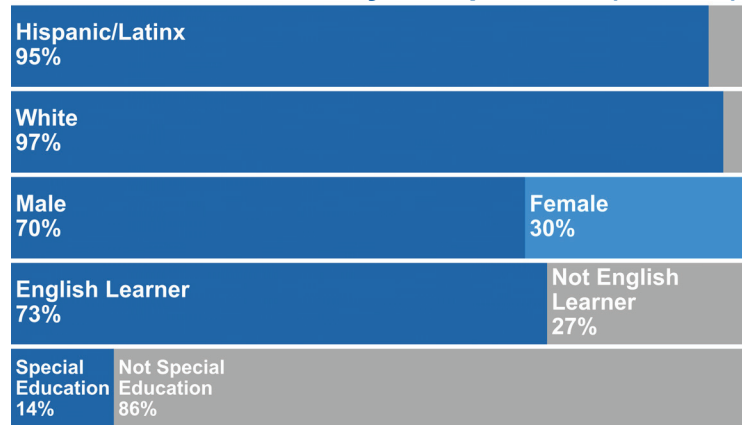 Hispanic/Latinx
95%
White
97%
Male
70%
Female
30%
English Learner
73%
Not English
Learner
27%
Special
Education
14%
Not Special
Education
86%